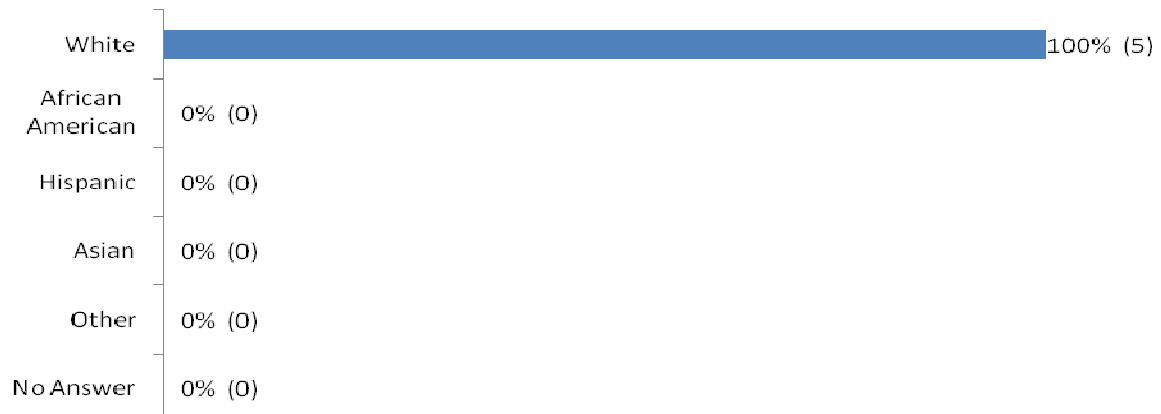 White 100% (5)
African
American 0% (0)
Hispanic 0% (0)
Asian 0% (0)
Other 0% (0)
No Answer 0% (0)